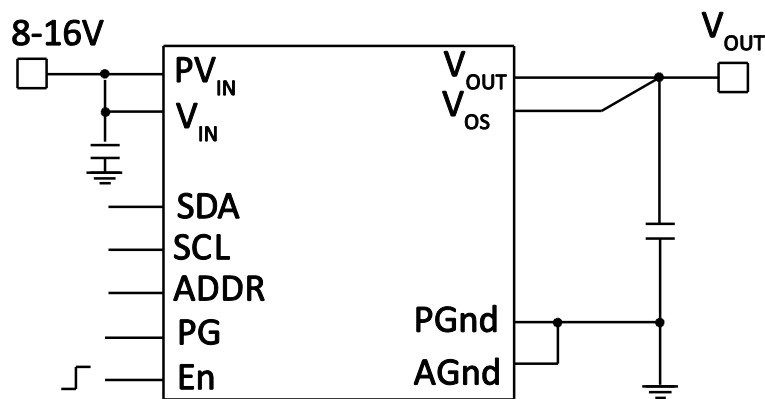 8-16V
PVIN
VIN
SDA
SCL
ADDR
PG
En
VOUT
VOS
PGnd
AGnd
VOUT